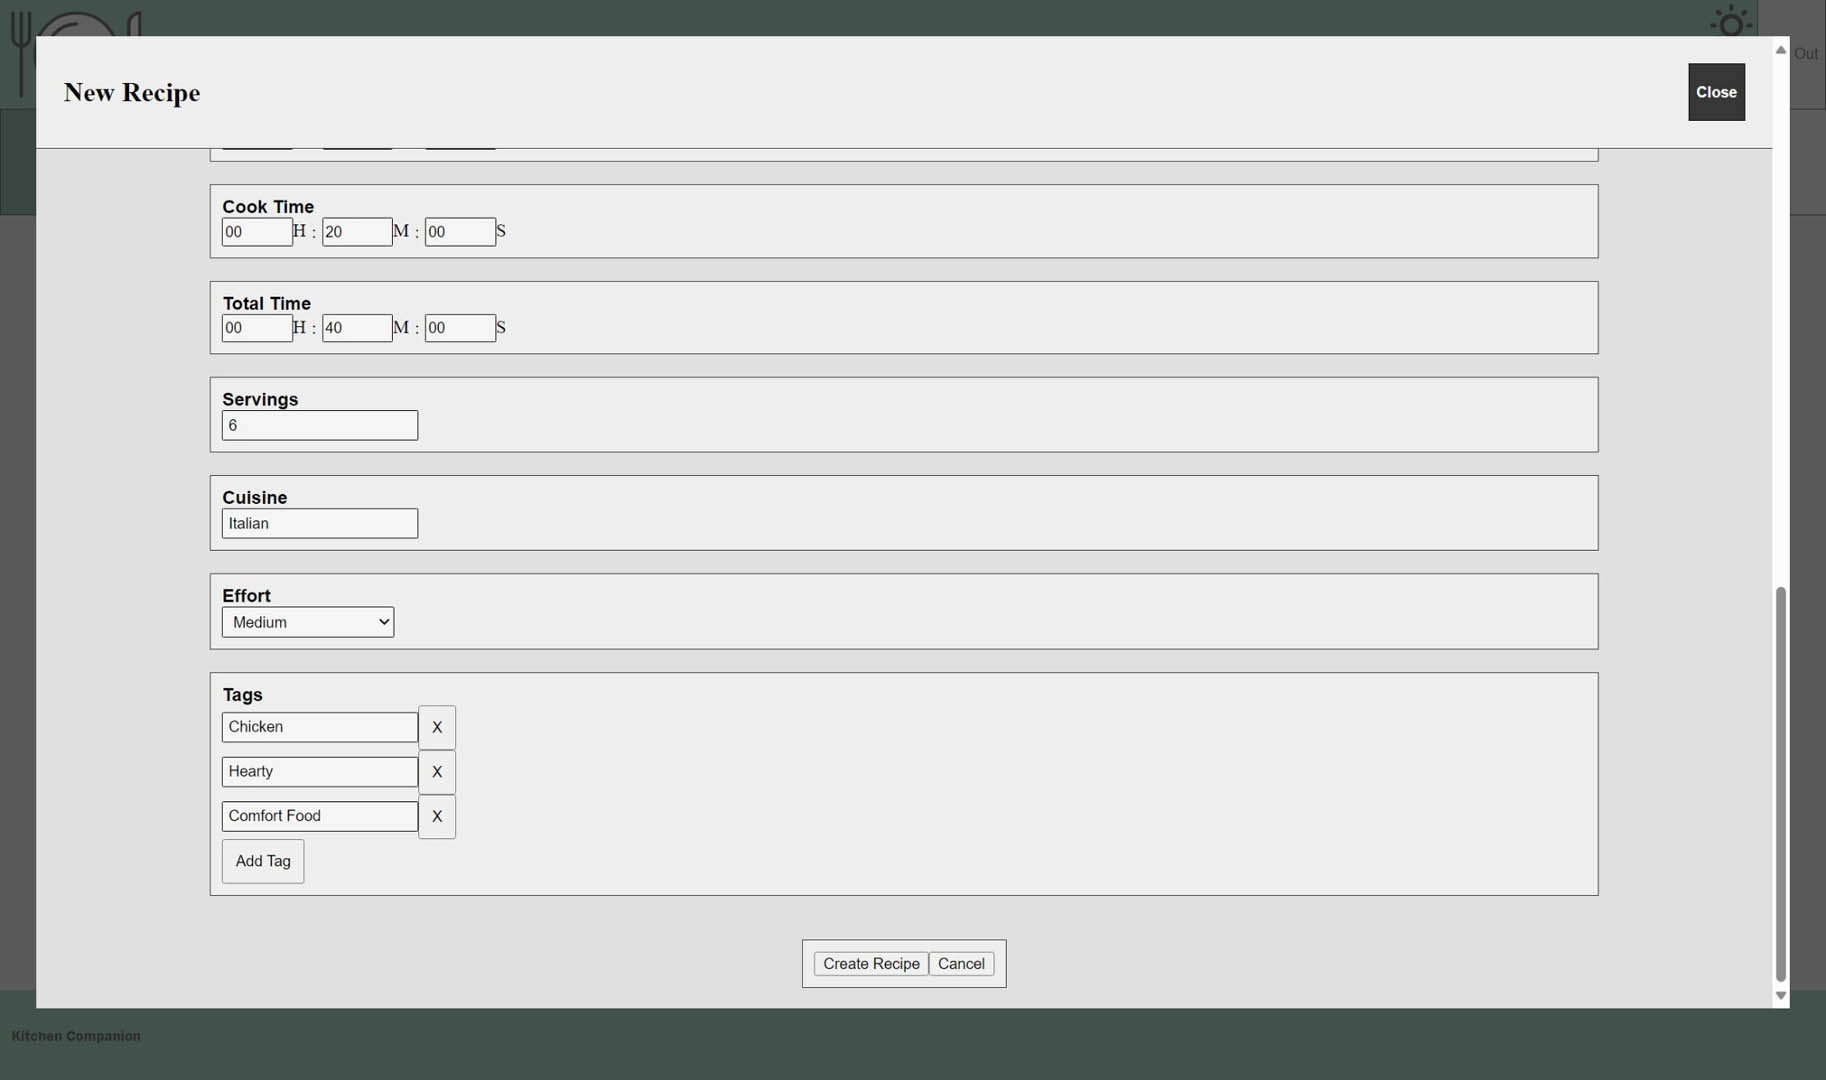 Out
New Recipe
Close
Cook Time
00 H : 20 M : 00 S
Total Time
00 H : 40 M : 00 S
Servings
6
Cuisine
Italian
Effort
Medium
Tags
Chicken X
Hearty X
Comfort Food X
Add Tag
Create Recipe Cancel
Kitchen Companion